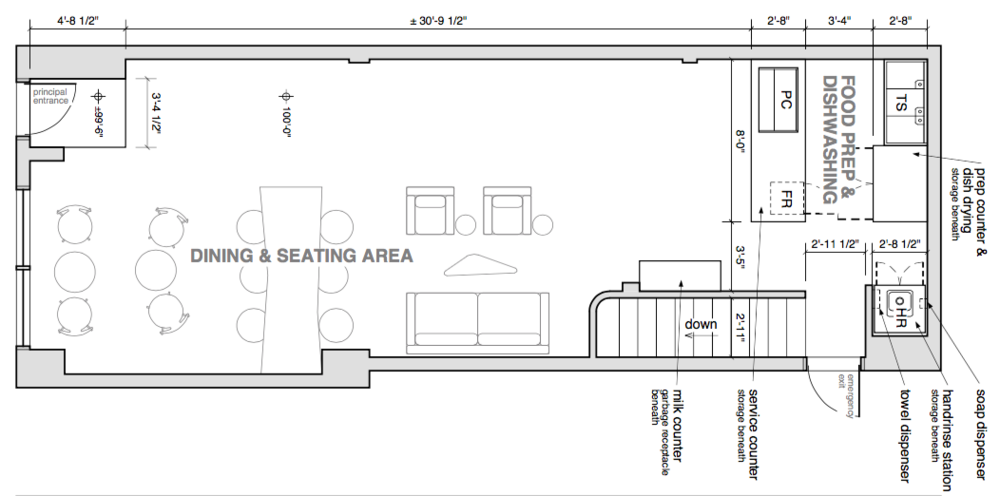 4'-8 1/2"
± 30'-9 1/2"
2'-8"
3'-4"
2'-8"
principal
entrance
±99'-6"
3'-4 1/2"
100'-0"
PC
8'-0"
FOOD PREP &
DISHWASHING
TS
FR
prep counter &
dish drying
storage beneath
DINING & SEATING AREA
3'-5"
2'-11 1/2"
2'-8 1/2"
2'-11"
down
HR
emergency
exit
milk counter
garbage receptacle
beneath
service counter
storage beneath
towel dispenser
handrinse station
storage beneath
soap dispenser